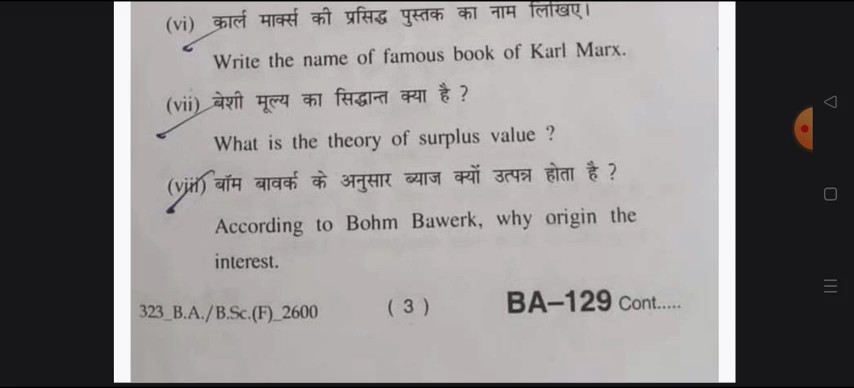 (vi) कार्ल मार्क्स की प्रसिद्ध पुस्तक का नाम लिखिए।
Write the name of famous book of Karl Marx.
(vii) बेशी मूल्य का सिद्धान्त क्या है ?
What is the theory of surplus value ?
(viii) बॉम बावर्क के अनुसार ब्याज क्यों उत्पन्न होता है ?
According to Bohm Bawerk, why origin the
interest.
323_B.A./B.Sc.(F)_2600 ( 3 ) BA–129 Cont.....